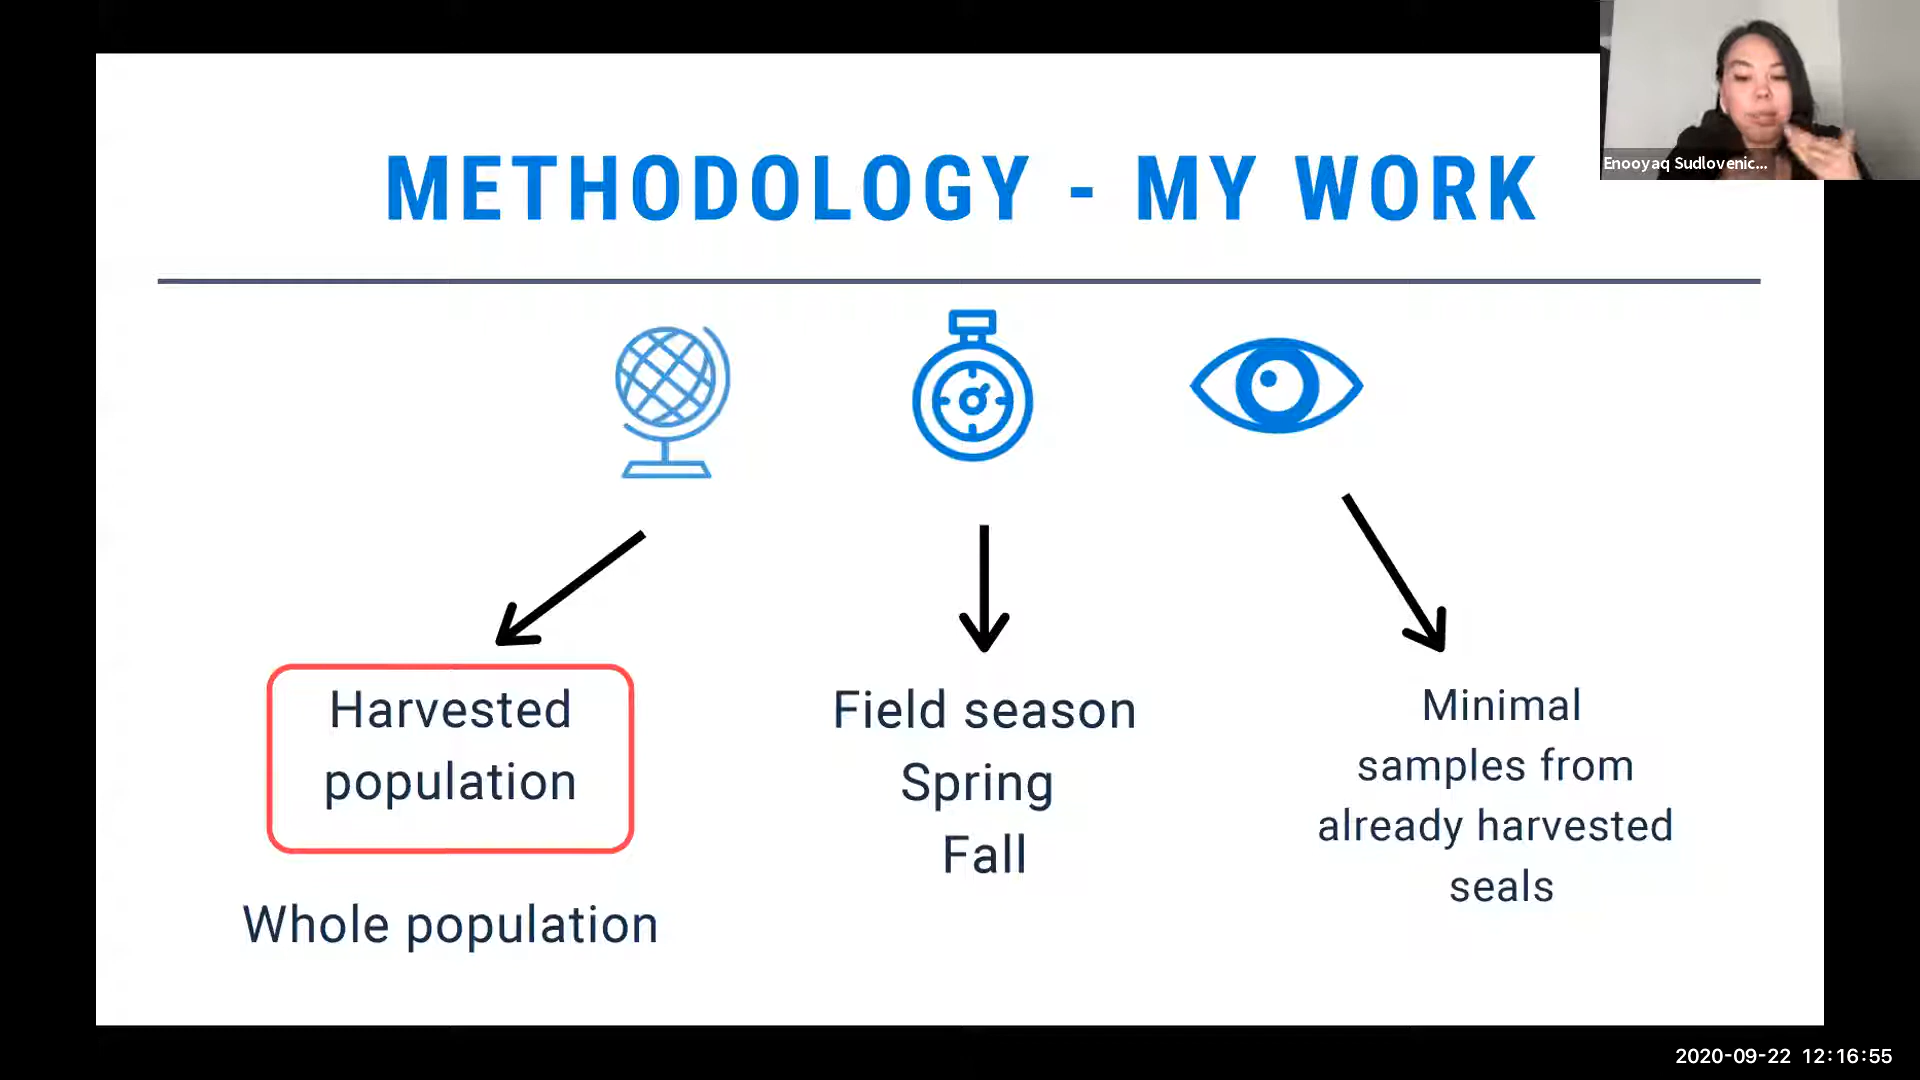 Enooyaq Sudlovenic...
METHODOLOGY - MY WORK
Harvested
population
Whole population
Field season
Spring
Fall
Minimal
samples from
already harvested
seals
2020-09-22 12:16:55